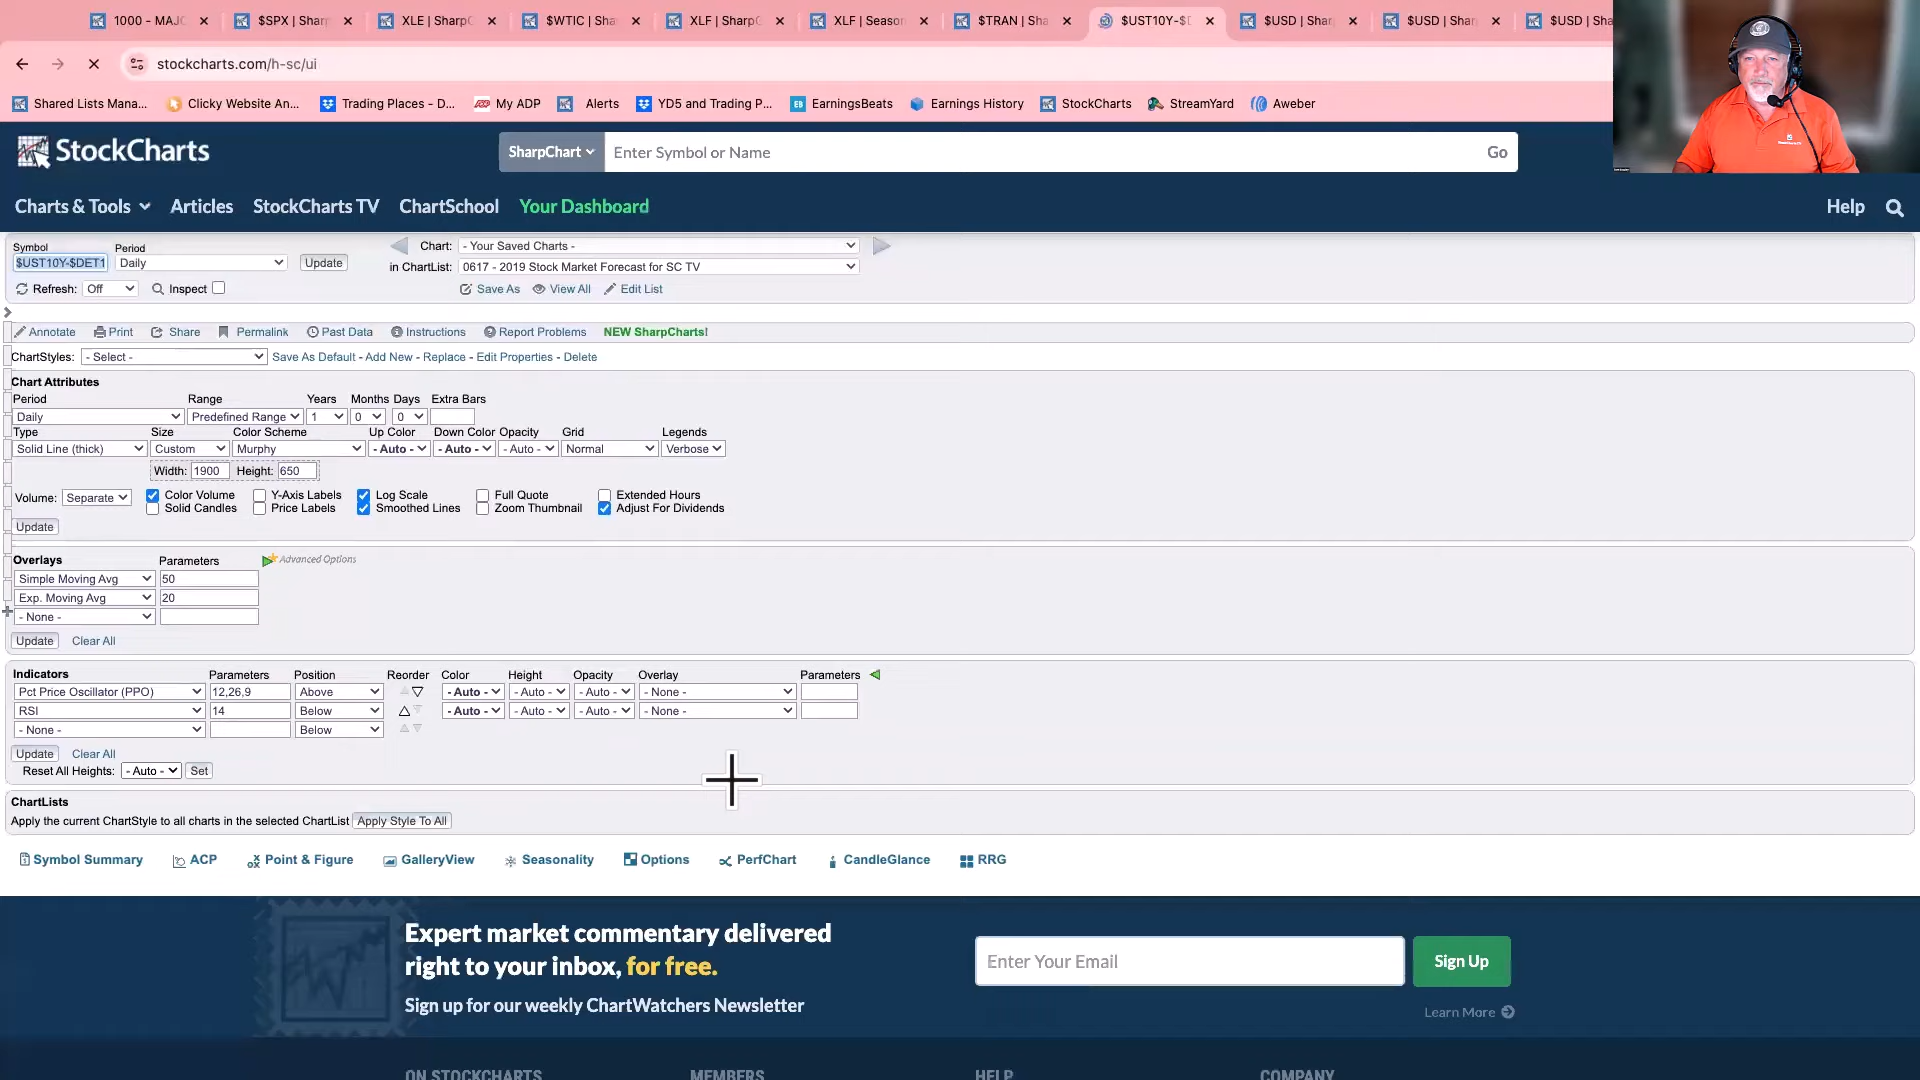 1000 - MAJC
$SPX | Shar
XLE | SharpC
$WTIC | Sha
XLF | SharpC
XLF | Season
$TRAN | Sha
$UST10Y-$D
$USD | Shar
$USD | Shar
$USD | Sha
stockcharts.com/h-sc/ui
Shared Lists Mana...
Clicky Website An...
Trading Places - D...
My ADP
Alerts
YD5 and Trading P...
EarningsBeats
Earnings History
StockCharts
StreamYard
Aweber
StockCharts
SharpChart
Enter Symbol or Name
Go
Charts & Tools
Articles
StockCharts TV
ChartSchool
Your Dashboard
Help
Symbol
Period
$UST10Y-$DET1
Daily
Update
Chart: - Your Saved Charts -
in ChartList: 0617 - 2019 Stock Market Forecast for SC TV
Refresh: Off
Inspect
Save As
View All
Edit List
Annotate
Print
Share
Permalink
Past Data
Instructions
Report Problems
NEW SharpCharts!
ChartStyles: - Select -
Save As Default - Add New - Replace - Edit Properties - Delete
Chart Attributes
Period Range Years Months Days Extra Bars
Daily Predefined Range 1 0 0
Type Size Color Scheme Up Color Down Color Opacity Grid Legends
Solid Line (thick) Custom Murphy - Auto - - Auto - - Auto - Normal Verbose
Width: 1900 Height: 650
Volume: Separate
Color Volume Y-Axis Labels Log Scale Full Quote Extended Hours
Solid Candles Price Labels Smoothed Lines Zoom Thumbnail Adjust For Dividends
Update
Overlays Parameters Advanced Options
Simple Moving Avg 50
Exp. Moving Avg 20
- None -
Update Clear All
Indicators Parameters Position Reorder Color Height Opacity Overlay Parameters
Pct Price Oscillator (PPO) 12,26,9 Above - Auto - - Auto - - Auto - - None -
RSI 14 Below - Auto - - Auto - - Auto - - None -
- None - Below
Update Clear All
Reset All Heights: - Auto - Set
ChartLists
Apply the current ChartStyle to all charts in the selected ChartList Apply Style To All
Symbol Summary
ACP
Point & Figure
GalleryView
Seasonality
Options
PerfChart
CandleGlance
RRG
Expert market commentary delivered
right to your inbox, for free.
Sign up for our weekly ChartWatchers Newsletter
Enter Your Email
Sign Up
Learn More
ON STOCKCHARTS
MEMBERS
HELP
COMPANY